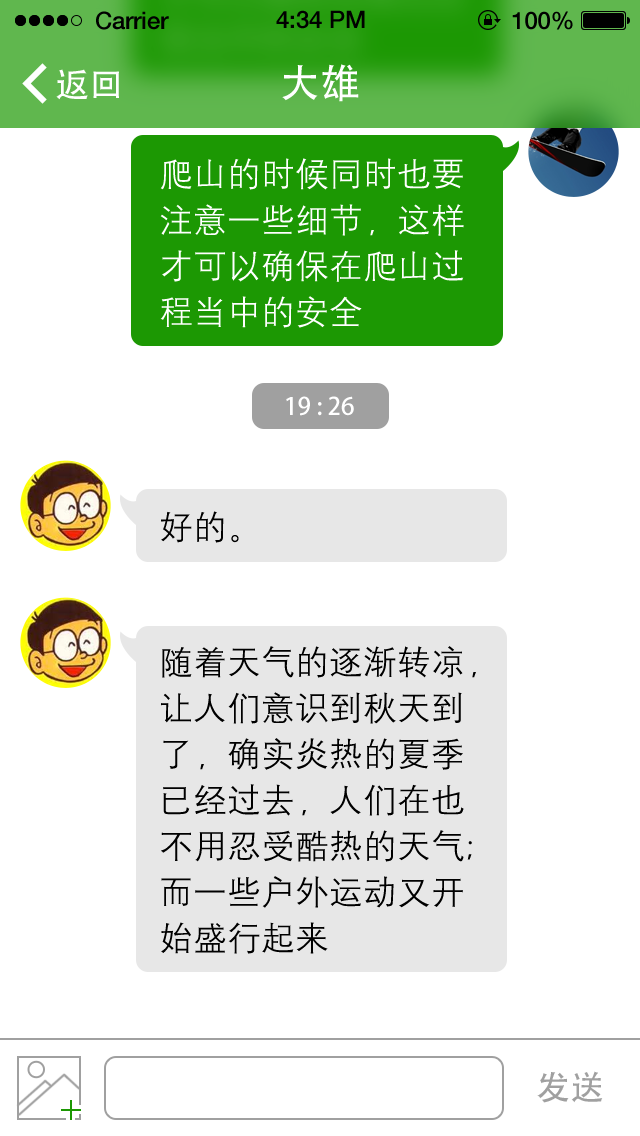 Carrier 4:34 PM 100%
返回 大雄
爬山的时候同时也要
注意一些细节，这样
才可以确保在爬山过
程当中的安全
19:26
好的。
随着天气的逐渐转凉，
让人们意识到秋天到
了，确实炎热的夏季
已经过去，人们在也
不用忍受酷热的天气;
而一些户外运动又开
始盛行起来
发送